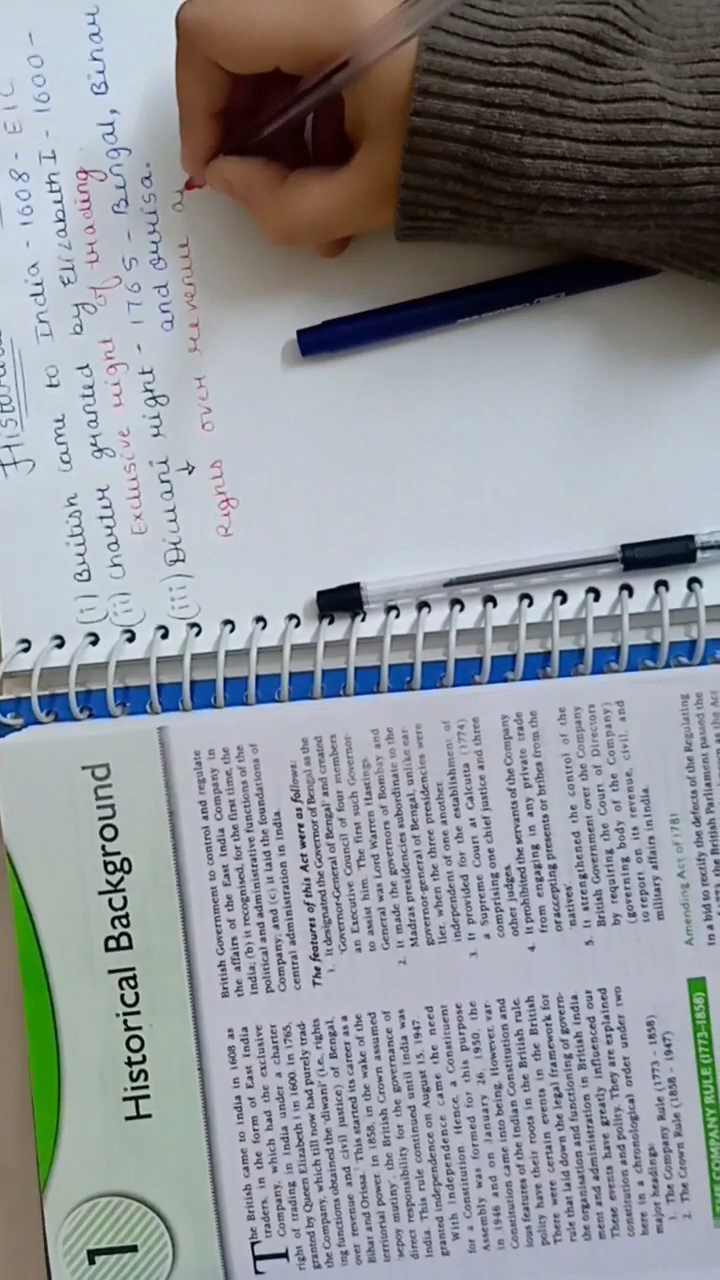 (i) British came to India - 1608 - EIC
(ii) Charter granted by Elizabeth I - 1600 -
Exclusive right of trading
(iii) Diwani right - 1765 - Bengal, Bihar
and ourisa.
↓
Rights over revenue a
1
Historical Background
The British came to India in 1608 as
traders, in the form of East India
Company, which had the exclusive
right of trading in India under a charter
granted by Queen Elizabeth I in 1600. In 1765,
the Company, which till now had purely trad-
ing functions obtained the 'diwani' (i.e., rights
over revenue and civil justice) of Bengal,
Bihar and Orissa. This started its career as a
territorial power. In 1858, in the wake of the
'sepoy mutiny', the British Crown assumed
direct responsibility for the governance of
India. This rule continued until India was
granted independence on August 15, 1947.
With Independence came the need
for a Constitution. Hence, a Constituent
Assembly was formed for this purpose
in 1946 and on January 26, 1950, the
Constitution came into being. However, var-
ious features of the Indian Constitution and
polity have their roots in the British rule.
There were certain events in the British
rule that laid down the legal framework for
the organisation and functioning of govern-
ment and administration in British India.
These events have greatly influenced our
constitution and polity. They are explained
here in a chronological order under two
major headings:
1. The Company Rule (1773 – 1858)
2. The Crown Rule (1858 – 1947)
COMPANY RULE (1773–1858)
British Government to control and regulate
the affairs of the East India Company in
India; (b) it recognised, for the first time, the
political and administrative functions of the
Company; and (c) it laid the foundations of
central administration in India.
The features of this Act were as follows:
1. It designated the Governor of Bengal as the
'Governor-General of Bengal' and created
an Executive Council of four members
to assist him. The first such Governor-
General was Lord Warren Hastings.
2. It made the governors of Bombay and
Madras presidencies subordinate to the
governor-general of Bengal, unlike ear-
lier, when the three presidencies were
independent of one another.
3. It provided for the establishment of
a Supreme Court at Calcutta (1774)
comprising one chief justice and three
other judges.
4. It prohibited the servants of the Company
from engaging in any private trade
or accepting presents or bribes from the
'natives'.
5. It strengthened the control of the
British Government over the Company
by requiring the Court of Directors
(governing body of the Company)
to report on its revenue, civil, and
military affairs in India.
Amending Act of 1781
In a bid to rectify the defects of the Regulating
the British Parliament passed the